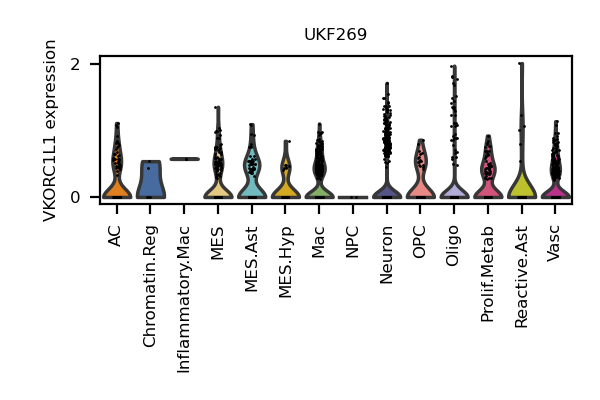 UKF269
VKORC1L1 expression
2
0
AC
Chromatin.Reg
Inflammatory.Mac
MES
MES.Ast
MES.Hyp
Mac
NPC
Neuron
OPC
Oligo
Prolif.Metab
Reactive.Ast
Vasc